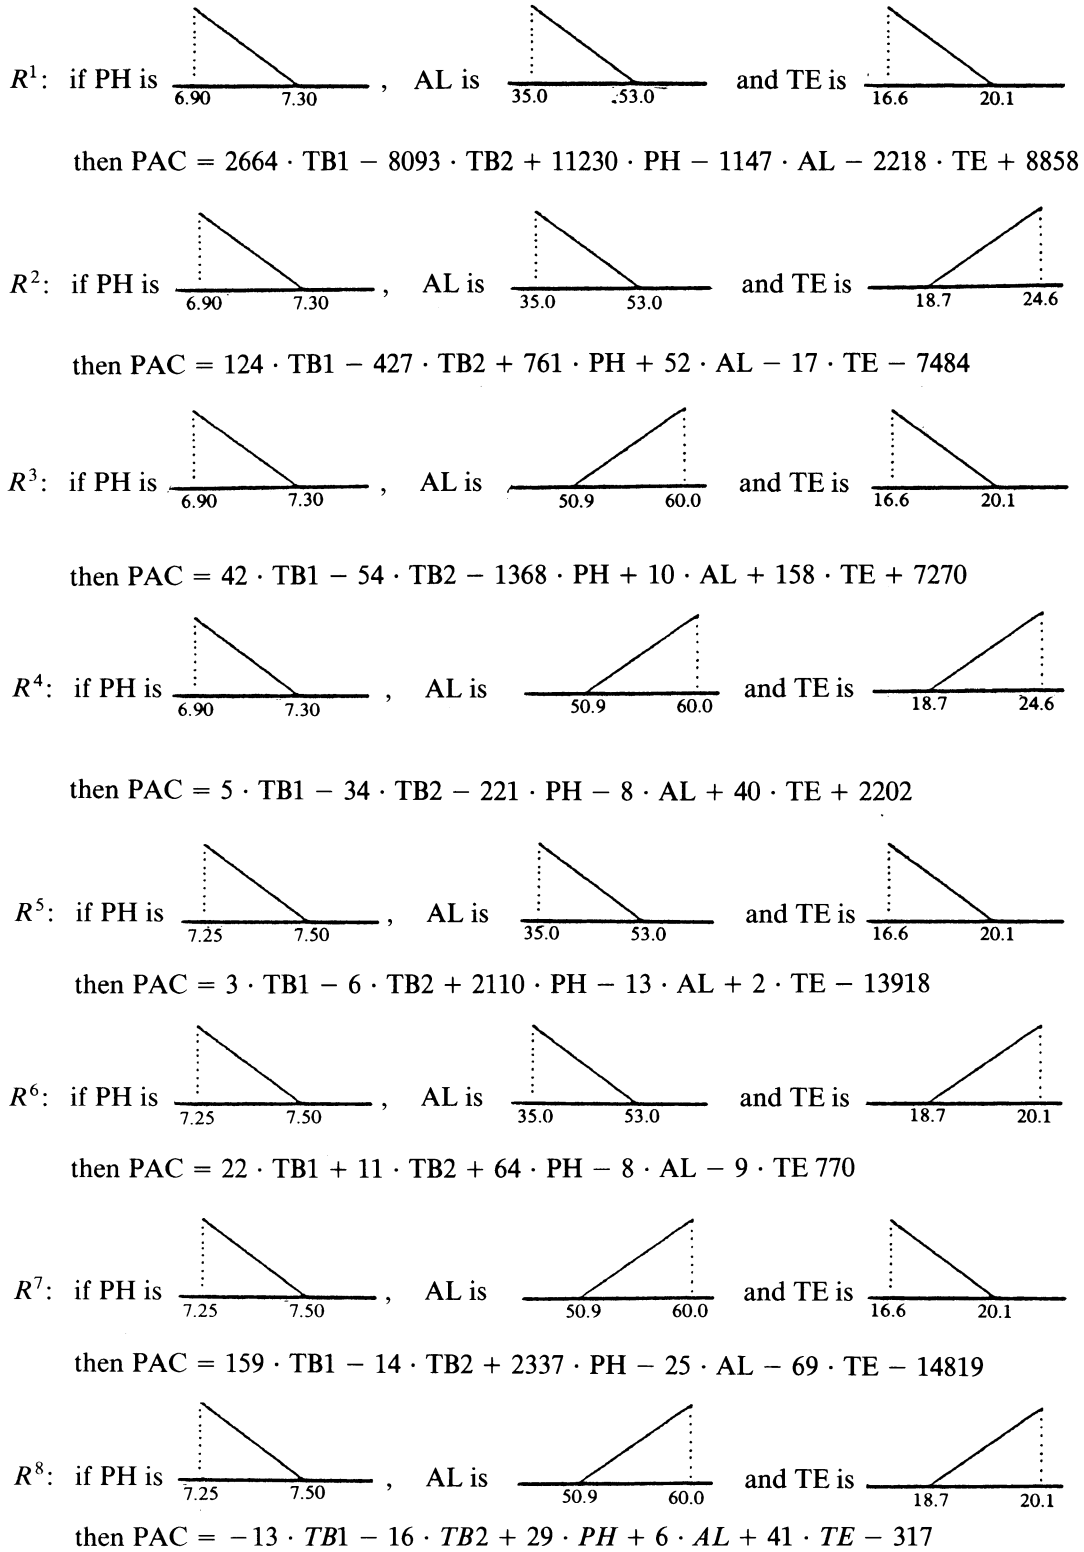 R¹: if PH is , AL is and TE is
6.90 7.30 35.0 53.0 16.6 20.1
then PAC = 2664 · TB1 − 8093 · TB2 + 11230 · PH − 1147 · AL − 2218 · TE + 8858
R²: if PH is , AL is and TE is
6.90 7.30 35.0 53.0 18.7 24.6
then PAC = 124 · TB1 − 427 · TB2 + 761 · PH + 52 · AL − 17 · TE − 7484
R³: if PH is , AL is and TE is
6.90 7.30 50.9 60.0 16.6 20.1
then PAC = 42 · TB1 − 54 · TB2 − 1368 · PH + 10 · AL + 158 · TE + 7270
R⁴: if PH is , AL is and TE is
6.90 7.30 50.9 60.0 18.7 24.6
then PAC = 5 · TB1 − 34 · TB2 − 221 · PH − 8 · AL + 40 · TE + 2202
R⁵: if PH is , AL is and TE is
7.25 7.50 35.0 53.0 16.6 20.1
then PAC = 3 · TB1 − 6 · TB2 + 2110 · PH − 13 · AL + 2 · TE − 13918
R⁶: if PH is , AL is and TE is
7.25 7.50 35.0 53.0 18.7 20.1
then PAC = 22 · TB1 + 11 · TB2 + 64 · PH − 8 · AL − 9 · TE 770
R⁷: if PH is , AL is and TE is
7.25 7.50 50.9 60.0 16.6 20.1
then PAC = 159 · TB1 − 14 · TB2 + 2337 · PH − 25 · AL − 69 · TE − 14819
R⁸: if PH is , AL is and TE is
7.25 7.50 50.9 60.0 18.7 20.1
then PAC = −13 · TB1 − 16 · TB2 + 29 · PH + 6 · AL + 41 · TE − 317